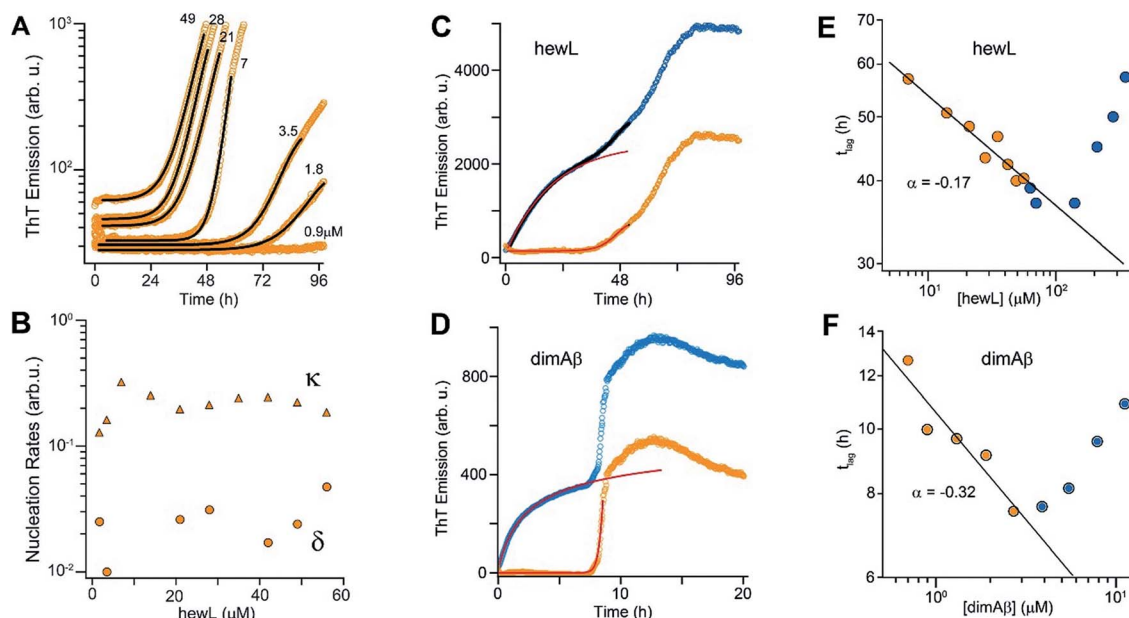 A
ThT Emission (arb. u.)
10³
10²
49
28
21
7
3.5
1.8
0.9μM
0
24
48
72
96
Time (h)
B
Nucleation Rates (arb.u.)
10⁰
10⁻¹
10⁻²
κ
δ
0
20
40
60
hewL (μM)
C
hewL
ThT Emission (arb. u.)
4000
2000
0
0
48
96
Time (h)
D
dimAβ
ThT Emission (arb. u.)
800
400
0
0
10
20
Time (h)
E
hewL
t_lag (h)
60
50
40
30
α = -0.17
10¹
10²
[hewL] (μM)
F
dimAβ
t_lag (h)
14
12
10
8
6
α = -0.32
10⁰
10¹
[dimAβ] (μM)